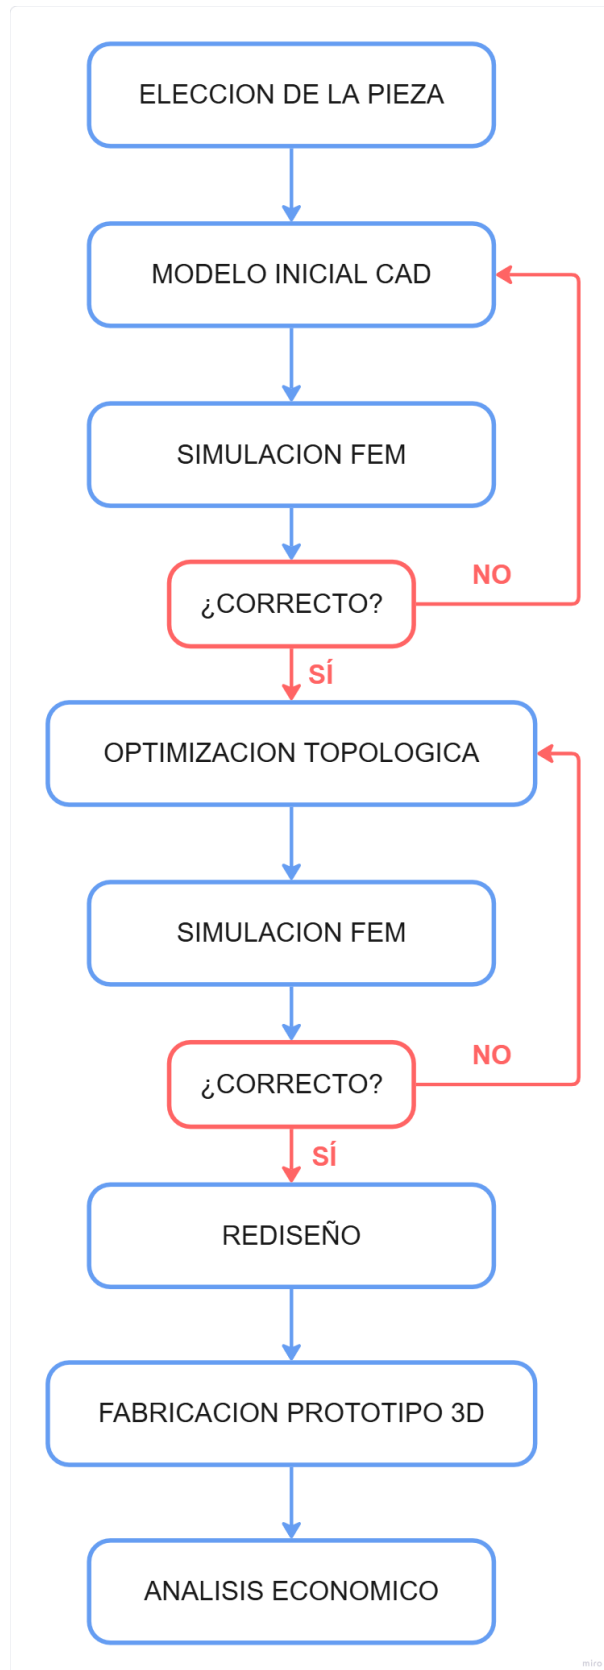 ELECCION DE LA PIEZA
MODELO INICIAL CAD
SIMULACION FEM
NO
¿CORRECTO?
SÍ
OPTIMIZACION TOPOLOGICA
SIMULACION FEM
NO
¿CORRECTO?
SÍ
REDISEÑO
FABRICACION PROTOTIPO 3D
ANALISIS ECONOMICO
miro